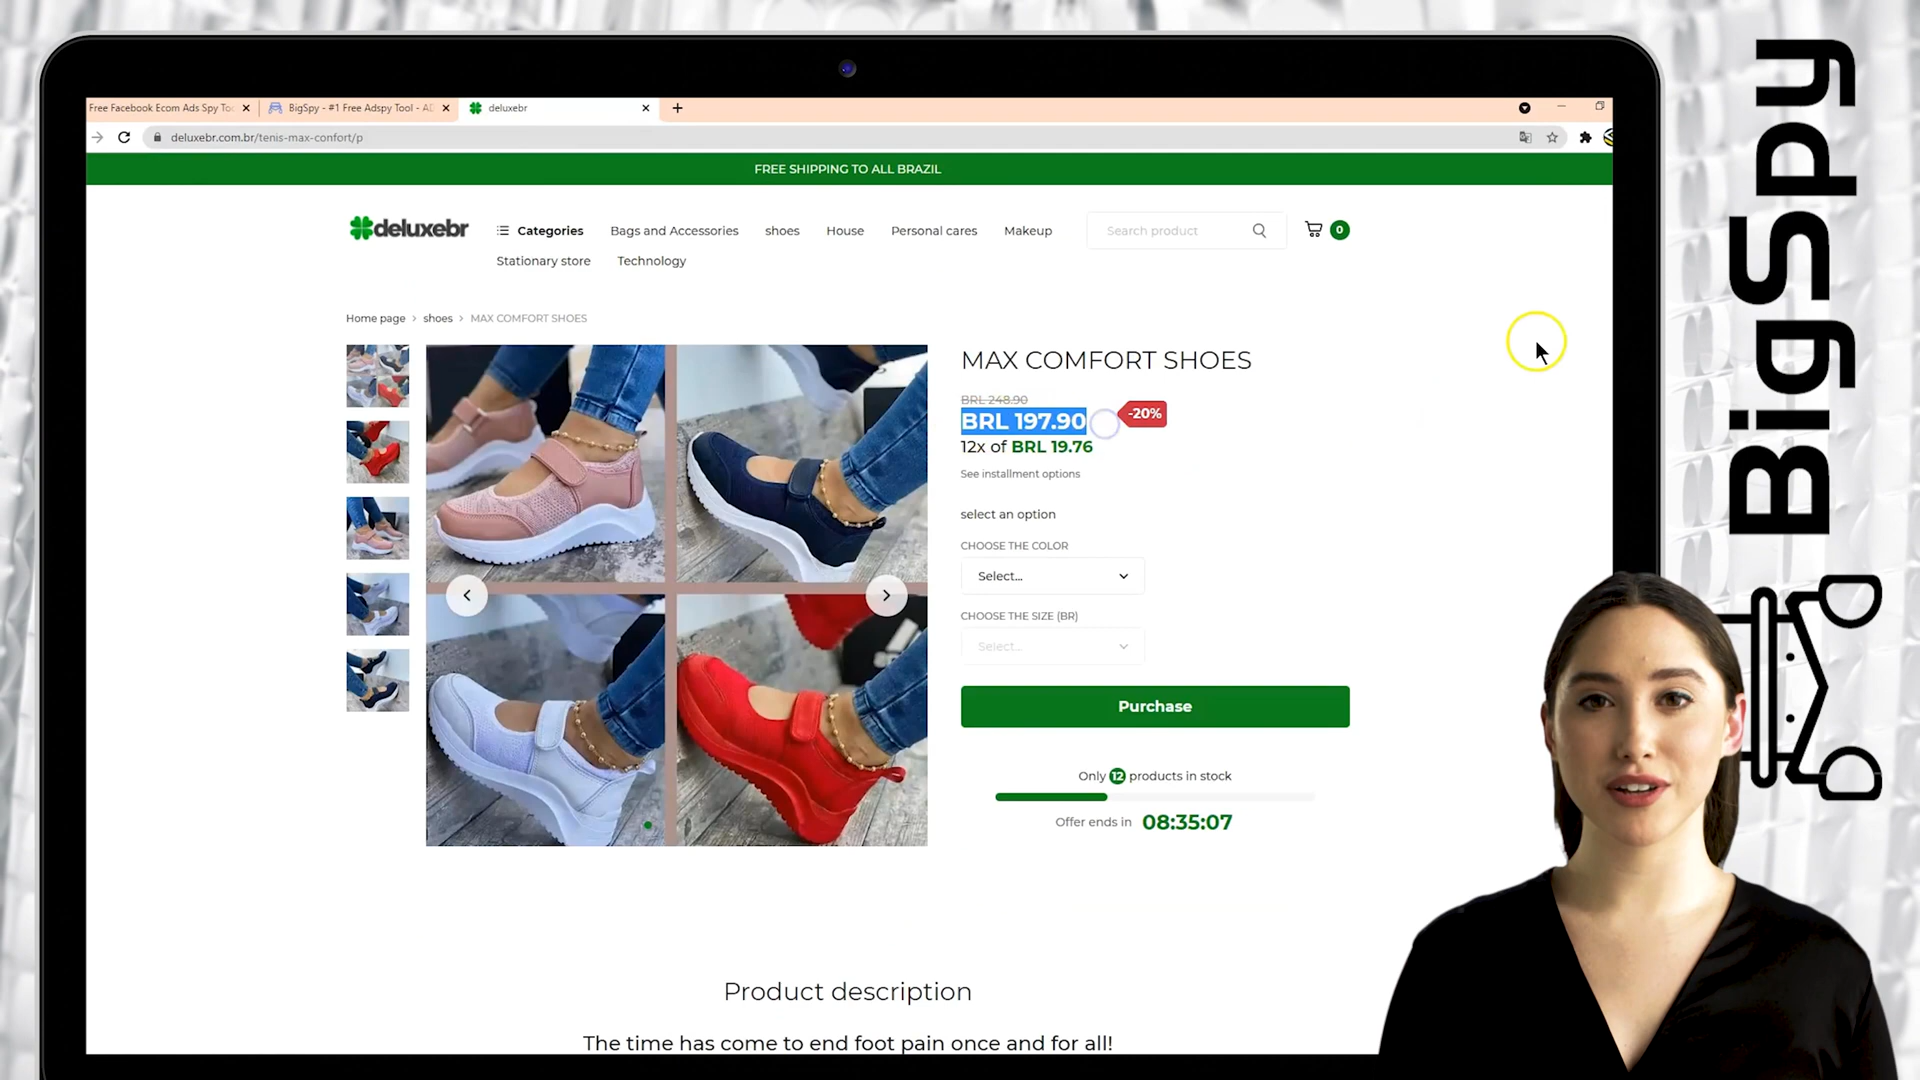 Free Facebook Ecom Ads Spy Too
BigSpy - #1 Free Adspy Tool - AD
deluxebr
deluxebr.com.br/tenis-max-confort/p
FREE SHIPPING TO ALL BRAZIL
deluxebr
Categories
Bags and Accessories
shoes
House
Personal cares
Makeup
Search product
0
Stationary store
Technology
Home page > shoes > MAX COMFORT SHOES
MAX COMFORT SHOES
BRL 248.90
BRL 197.90
-20%
12x of BRL 19.76
See installment options
select an option
CHOOSE THE COLOR
Select...
CHOOSE THE SIZE (BR)
Select...
Purchase
Only 12 products in stock
Offer ends in 08:35:07
Product description
The time has come to end foot pain once and for all!
BigSpy